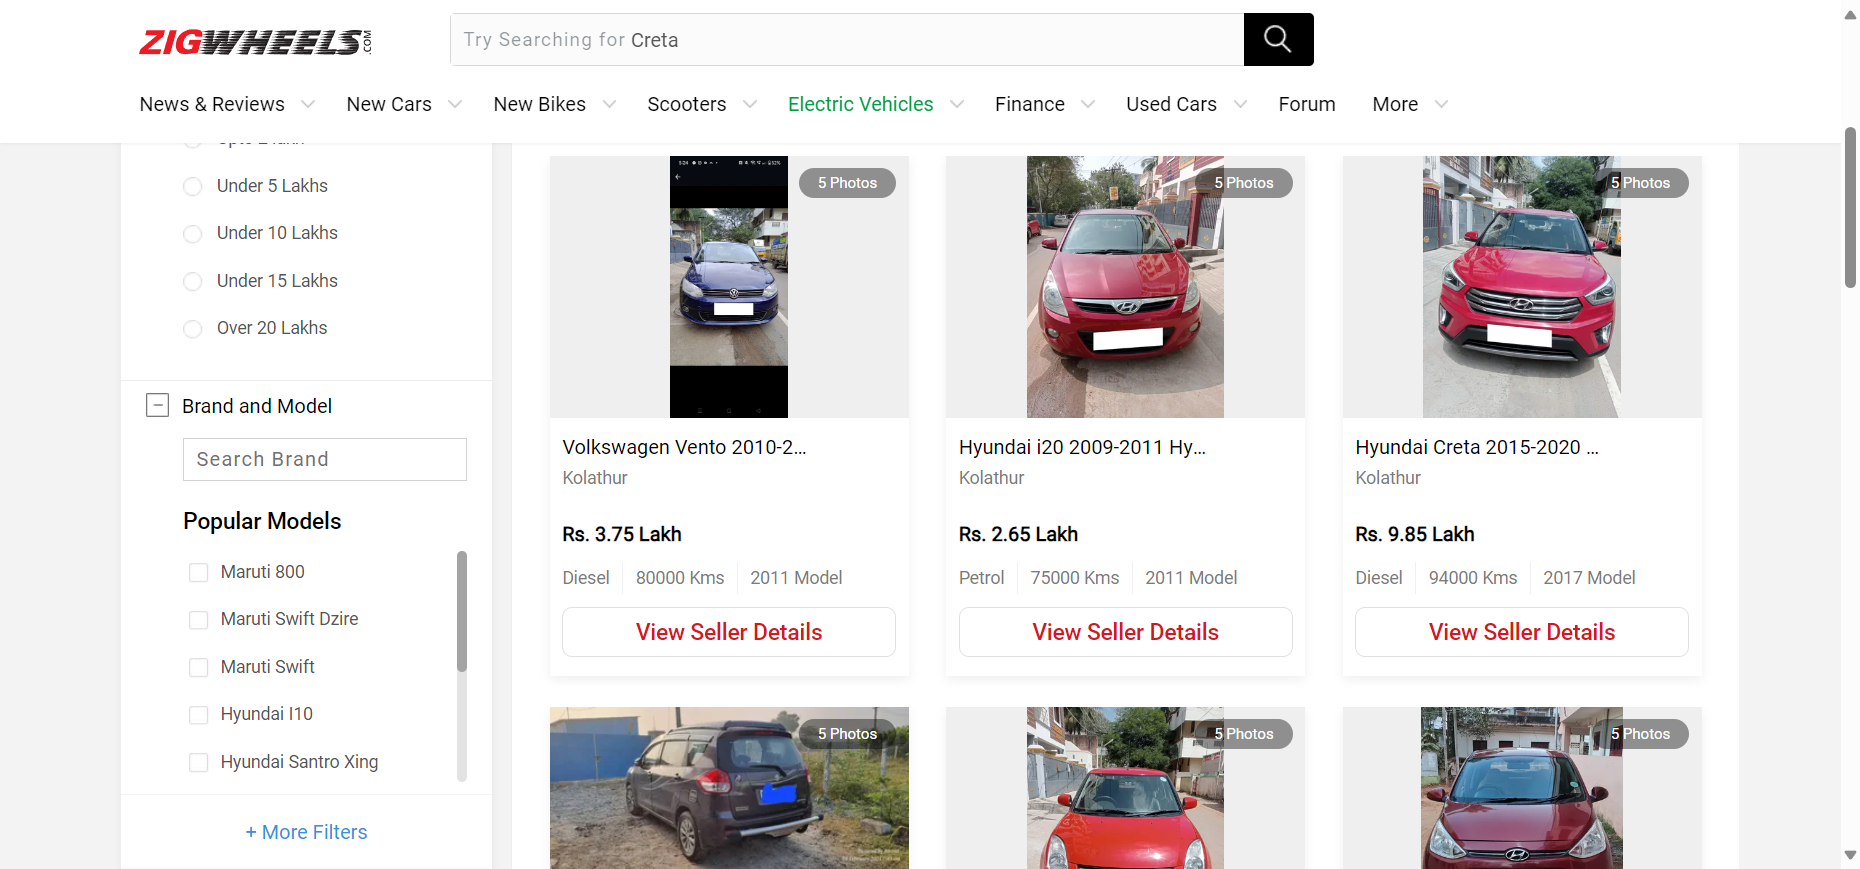 ZIGWHEELS.COM
Try Searching for Creta
News & Reviews New Cars New Bikes Scooters Electric Vehicles Finance Used Cars Forum More
Under 5 Lakhs
Under 10 Lakhs
Under 15 Lakhs
Over 20 Lakhs
Brand and Model
Search Brand
Popular Models
Maruti 800
Maruti Swift Dzire
Maruti Swift
Hyundai I10
Hyundai Santro Xing
+ More Filters
5 Photos
Volkswagen Vento 2010-2...
Kolathur
Rs. 3.75 Lakh
Diesel 80000 Kms 2011 Model
View Seller Details
5 Photos
Hyundai i20 2009-2011 Hy...
Kolathur
Rs. 2.65 Lakh
Petrol 75000 Kms 2011 Model
View Seller Details
5 Photos
Hyundai Creta 2015-2020 ...
Kolathur
Rs. 9.85 Lakh
Diesel 94000 Kms 2017 Model
View Seller Details
5 Photos
5 Photos
5 Photos